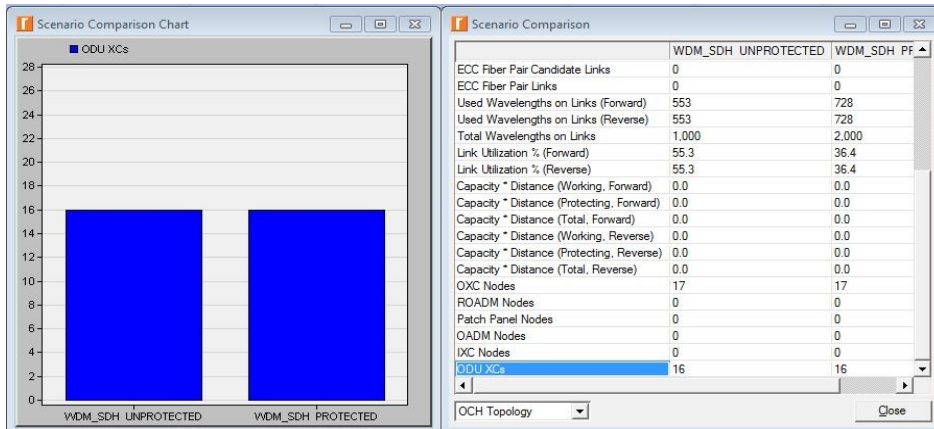 Scenario Comparison Chart
ODU XCs
28
26
24
22
20
18
16
14
12
10
8
6
4
2
0
WDM_SDH UNPROTECTED WDM_SDH PROTECTED
Scenario Comparison
WDM_SDH UNPROTECTED WDM_SDH PF
ECC Fiber Pair Candidate Links 0 0
ECC Fiber Pair Links 0 0
Used Wavelengths on Links (Forward) 553 728
Used Wavelengths on Links (Reverse) 553 728
Total Wavelengths on Links 1,000 2,000
Link Utilization % (Forward) 55.3 36.4
Link Utilization % (Reverse) 55.3 36.4
Capacity * Distance (Working, Forward) 0.0 0.0
Capacity * Distance (Protecting, Forward) 0.0 0.0
Capacity * Distance (Total, Forward) 0.0 0.0
Capacity * Distance (Working, Reverse) 0.0 0.0
Capacity * Distance (Protecting, Reverse) 0.0 0.0
Capacity * Distance (Total, Reverse) 0.0 0.0
OXC Nodes 17 17
ROADM Nodes 0 0
Patch Panel Nodes 0 0
OADM Nodes 0 0
IXC Nodes 0 0
ODU XCs 16 16
OCH Topology Close